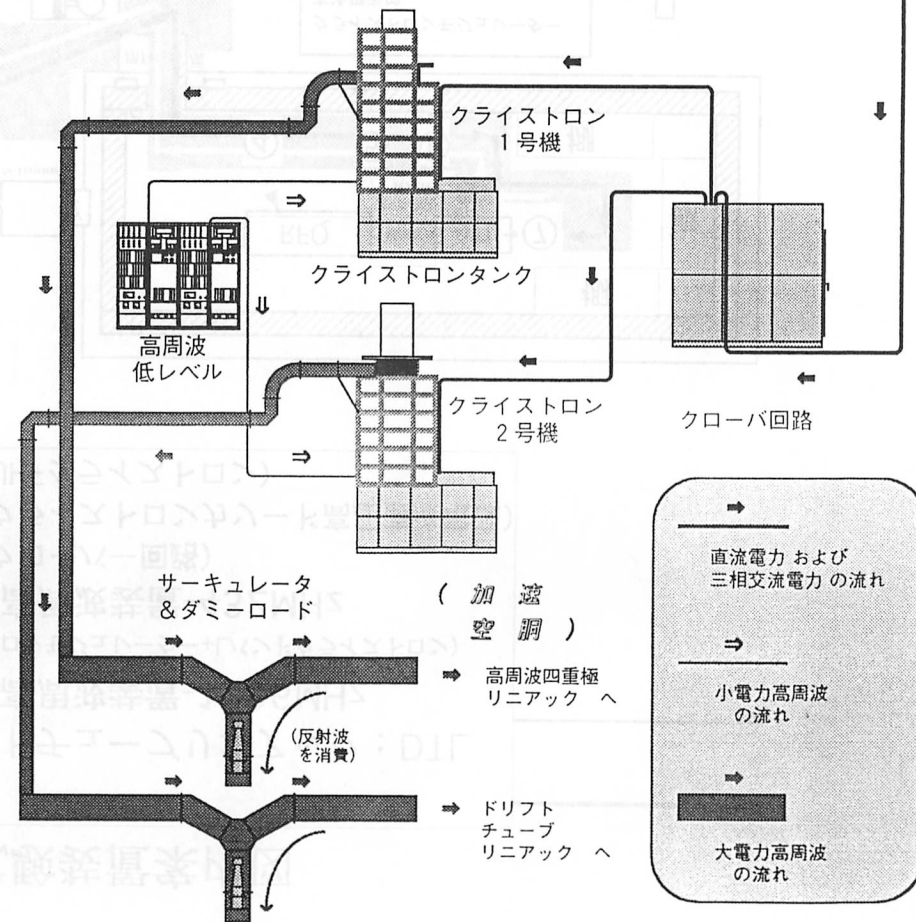 クライストロン
1号機
クライストロンタンク
高周波
低レベル
クライストロン
2号機
クローバ回路
サーキュレータ
&ダミーロード
( 加 速
空 胴 )
高周波四重極
リニアック へ
(反射波
を消費)
ドリフト
チューブ
リニアック へ
直流電力 および
三相交流電力 の流れ
小電力高周波
の流れ
大電力高周波
の流れ